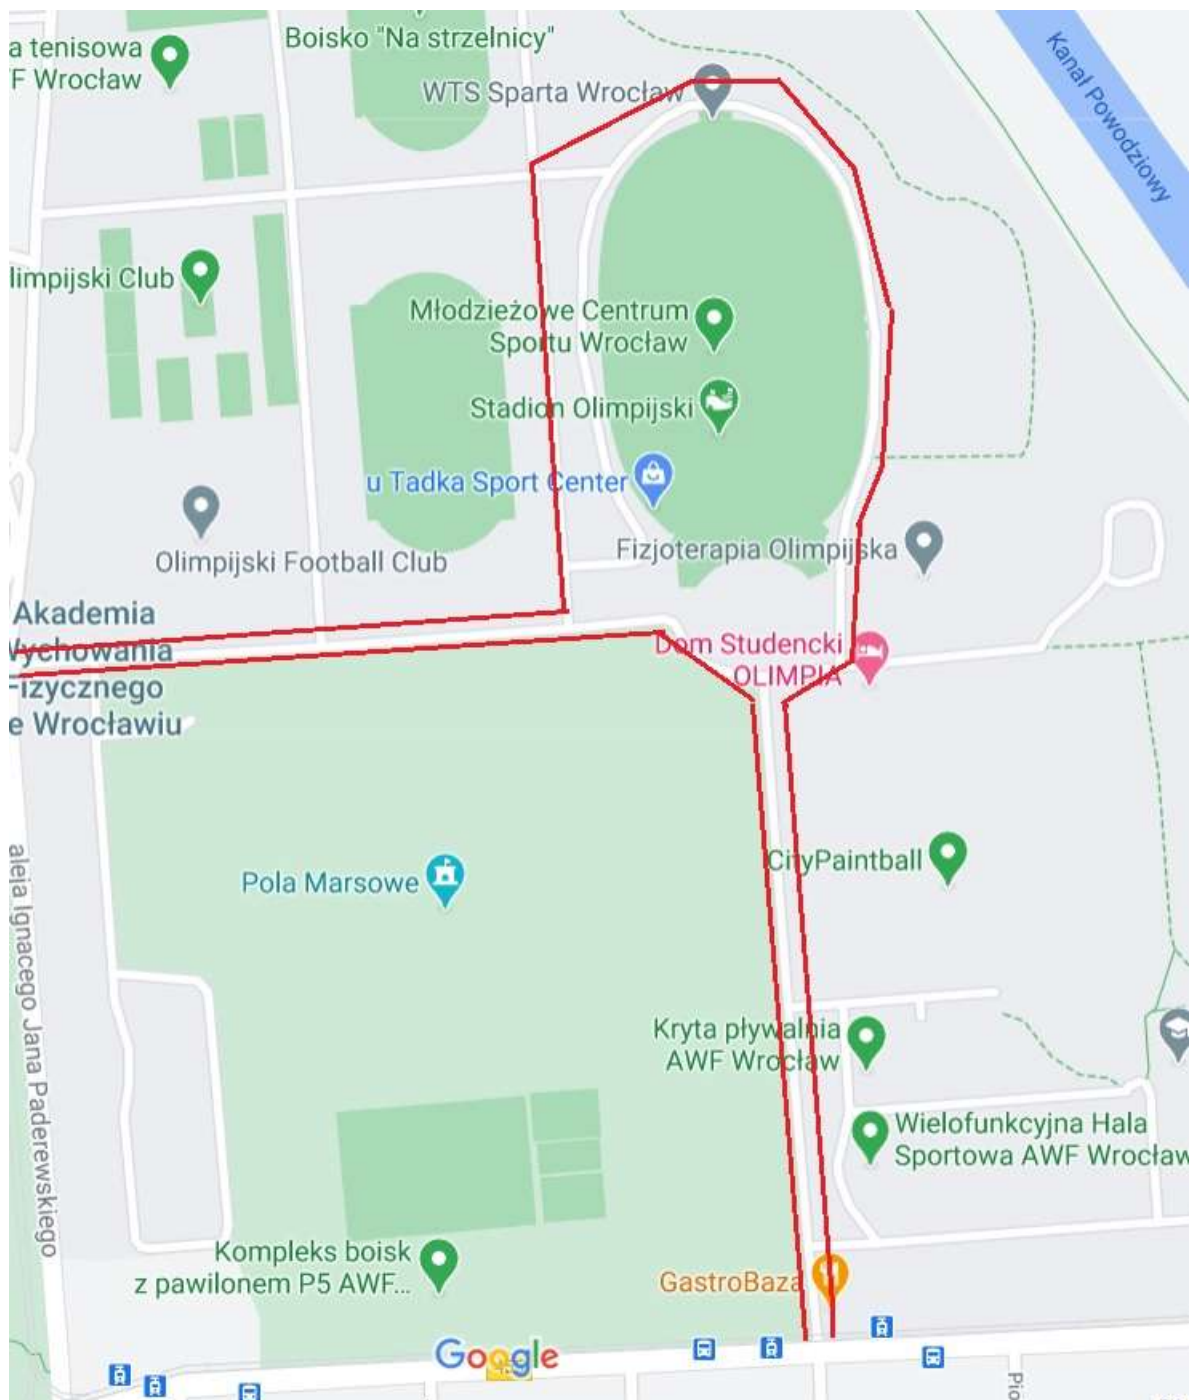 a tenisowa
F Wrocław
Boisko "Na strzelnicy"
WTS Sparta Wrocław
Kanał Powodziowy
limpijski Club
Młodzieżowe Centrum
Sportu Wrocław
Stadion Olimpijski
u Tadka Sport Center
Olimpijski Football Club
Fizjoterapia Olimpijska
Akademia
Wychowania
Fizycznego
e Wrocławiu
Dom Studencki
OLIMPIA
aleja Ignacego Jana Paderewskiego
Pola Marsowe
CityPaintball
Kryta pływalnia
AWF Wrocław
Wielofunkcyjna Hala
Sportowa AWF Wrocław
Kompleks boisk
z pawilonem P5 AWF...
GastroBaza
Google
Pio